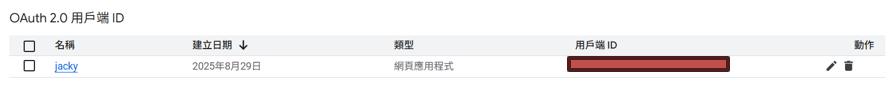 OAuth 2.0 用戶端 ID
名稱 建立日期 類型 用戶端 ID 動作
jacky 2025年8月29日 網頁應用程式